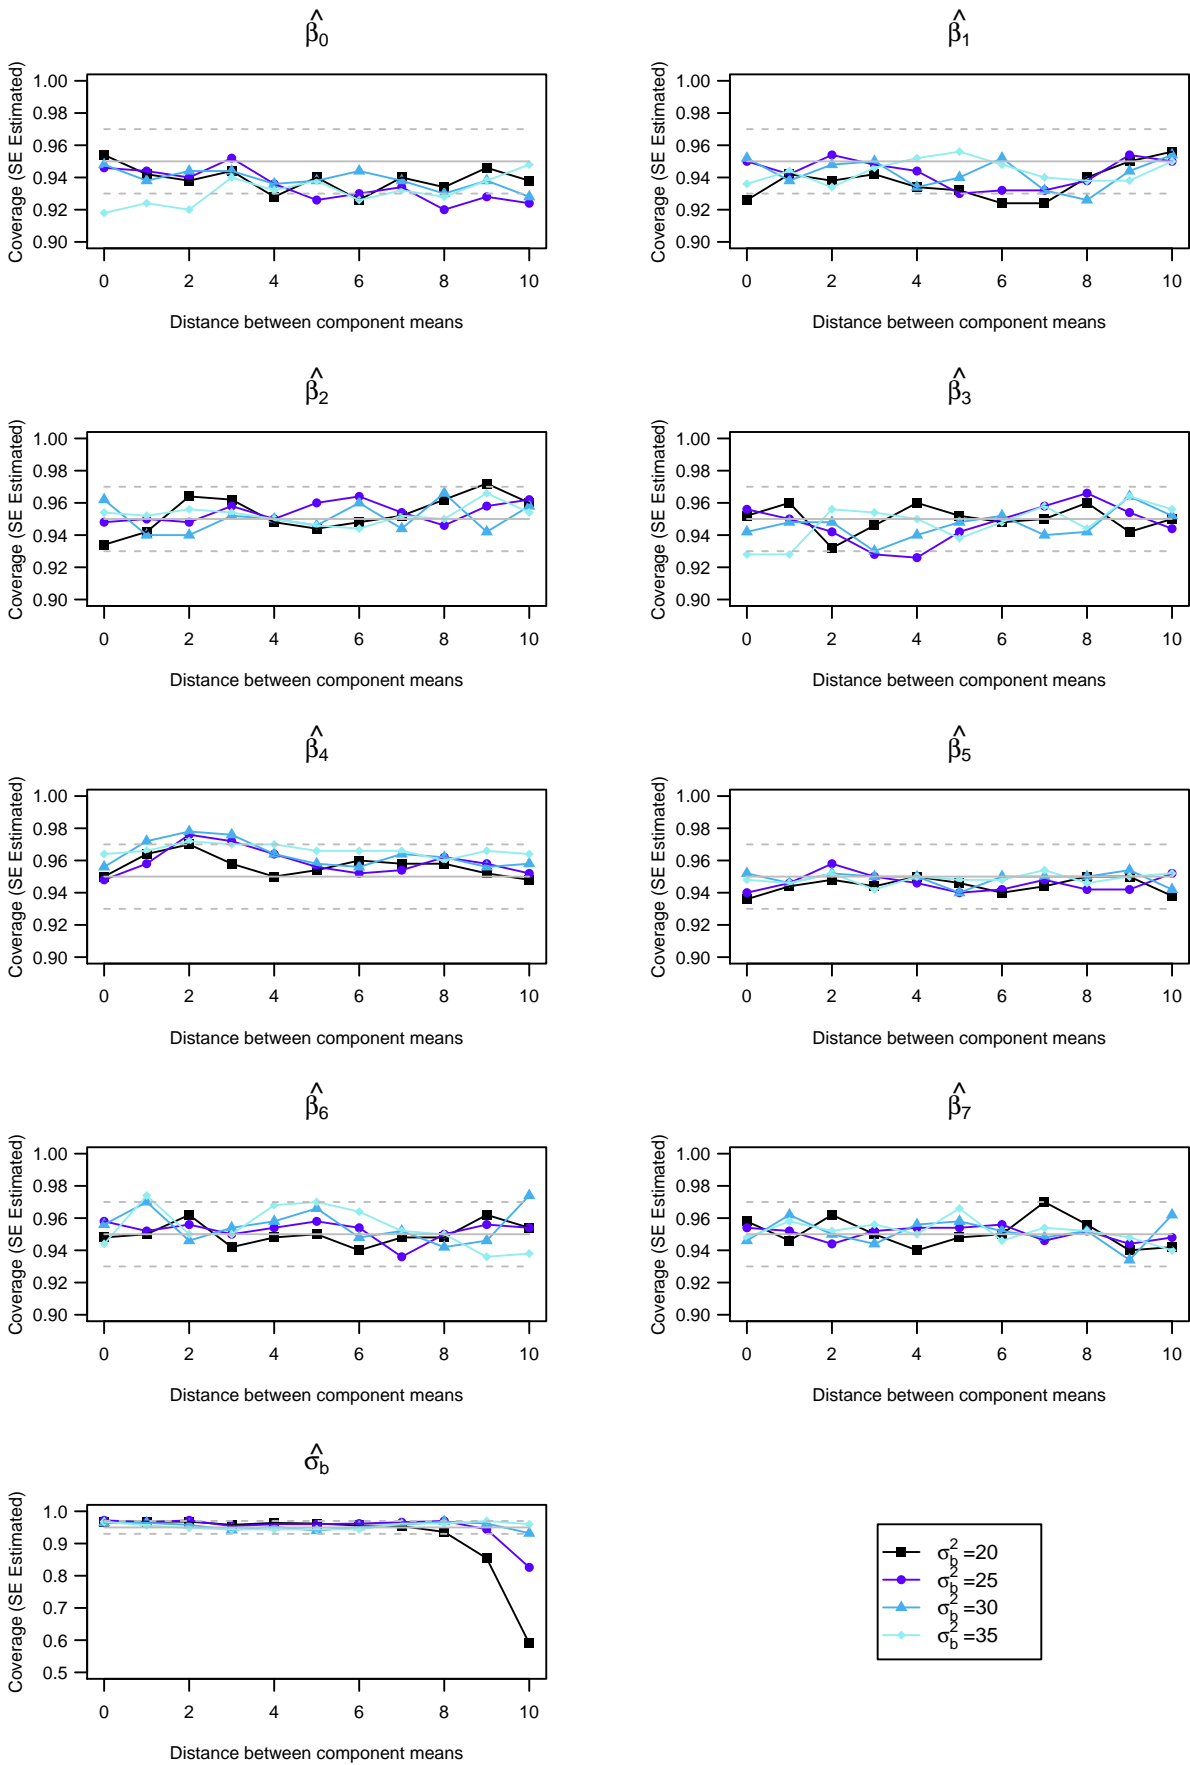 β̂0
Coverage (SE Estimated)
1.00
0.98
0.96
0.94
0.92
0.90
0 2 4 6 8 10
Distance between component means
β̂1
Coverage (SE Estimated)
1.00
0.98
0.96
0.94
0.92
0.90
0 2 4 6 8 10
Distance between component means
β̂2
Coverage (SE Estimated)
1.00
0.98
0.96
0.94
0.92
0.90
0 2 4 6 8 10
Distance between component means
β̂3
Coverage (SE Estimated)
1.00
0.98
0.96
0.94
0.92
0.90
0 2 4 6 8 10
Distance between component means
β̂4
Coverage (SE Estimated)
1.00
0.98
0.96
0.94
0.92
0.90
0 2 4 6 8 10
Distance between component means
β̂5
Coverage (SE Estimated)
1.00
0.98
0.96
0.94
0.92
0.90
0 2 4 6 8 10
Distance between component means
β̂6
Coverage (SE Estimated)
1.00
0.98
0.96
0.94
0.92
0.90
0 2 4 6 8 10
Distance between component means
β̂7
Coverage (SE Estimated)
1.00
0.98
0.96
0.94
0.92
0.90
0 2 4 6 8 10
Distance between component means
σ̂b
Coverage (SE Estimated)
1.0
0.9
0.8
0.7
0.6
0.5
0 2 4 6 8 10
Distance between component means
σb²=20
σb²=25
σb²=30
σb²=35